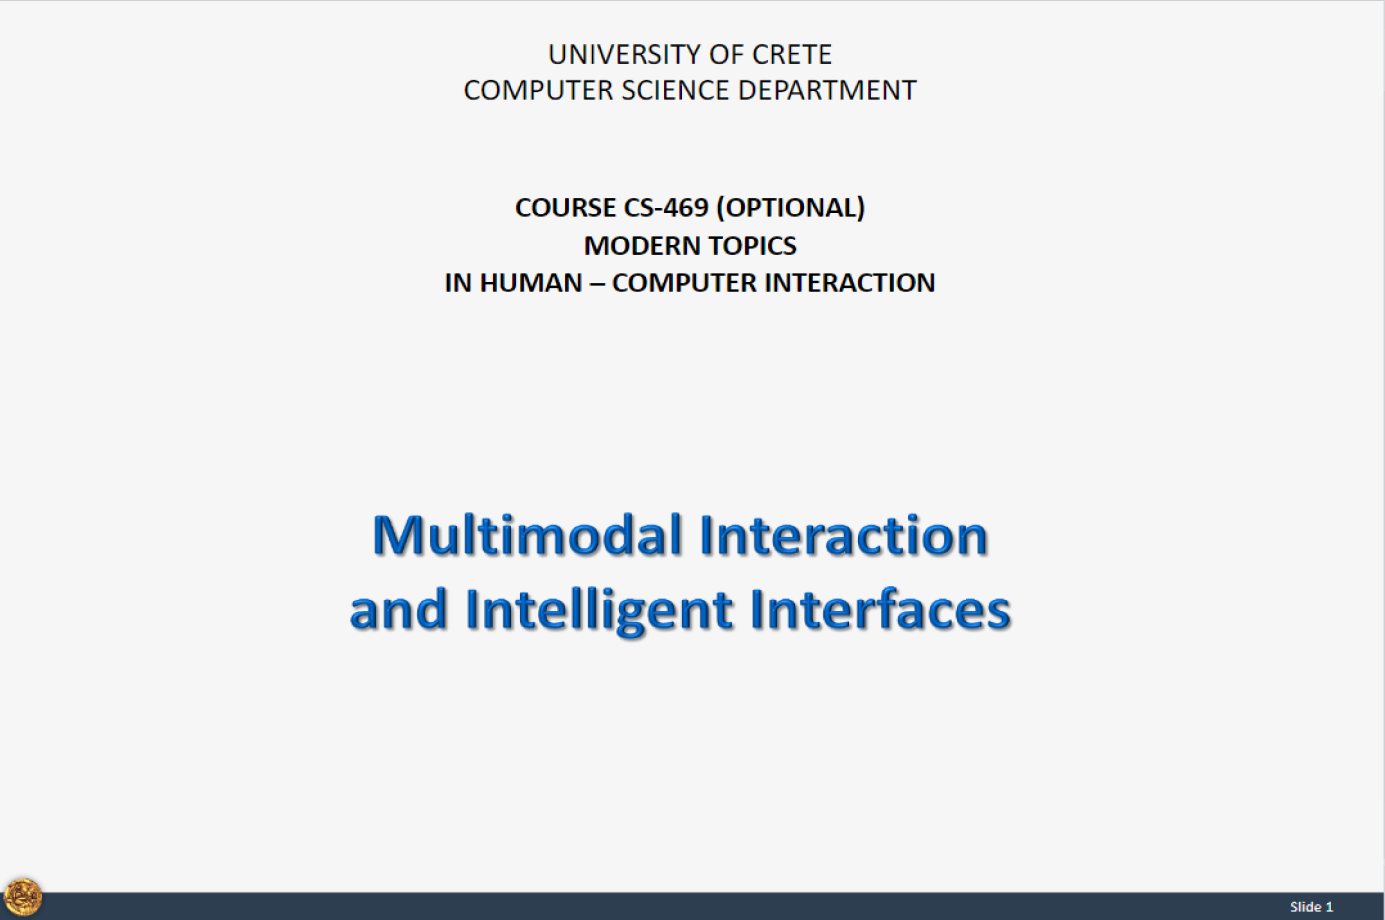 UNIVERSITY OF CRETE
COMPUTER SCIENCE DEPARTMENT
COURSE CS-469 (OPTIONAL)
MODERN TOPICS
IN HUMAN – COMPUTER INTERACTION
Multimodal Interaction
and Intelligent Interfaces
Slide 1